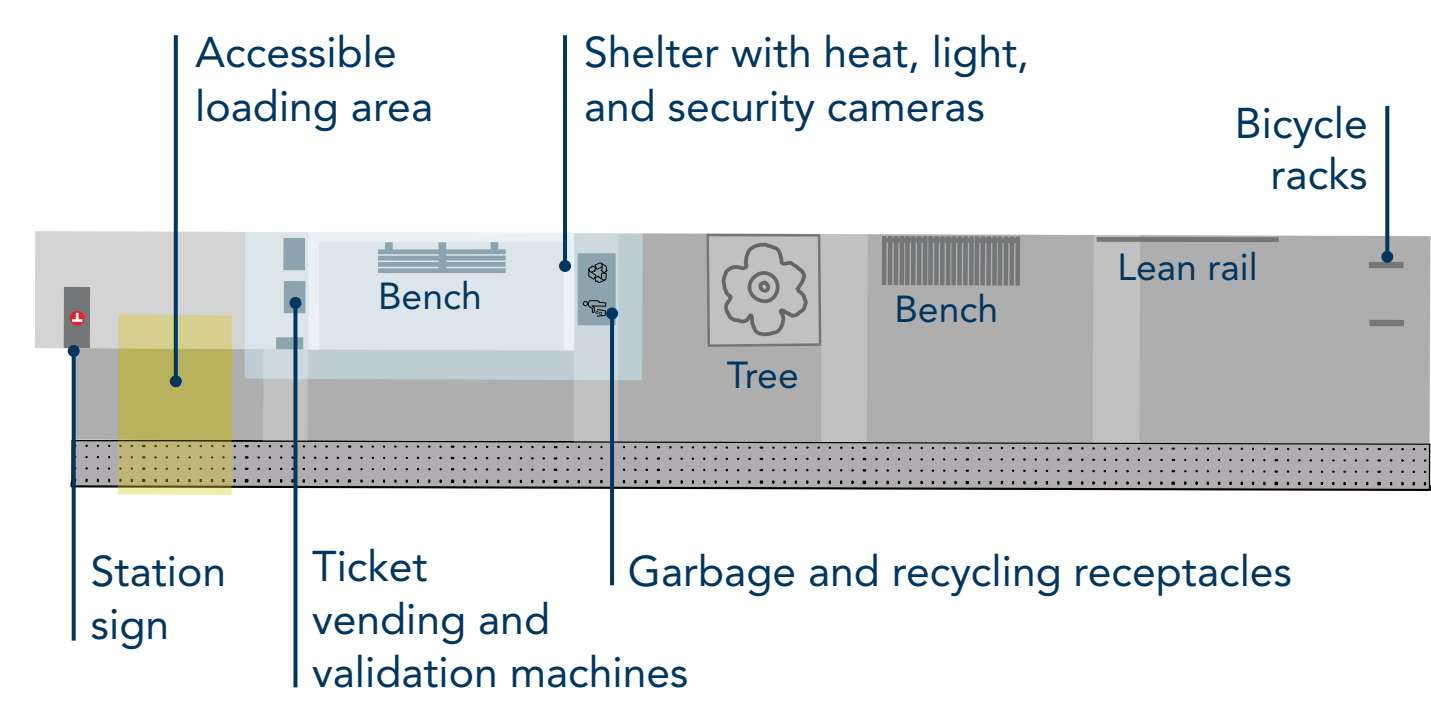 Accessible
loading area
Shelter with heat, light,
and security cameras
Bicycle
racks
Bench
Tree
Bench
Lean rail
Station
sign
Ticket
vending and
validation machines
Garbage and recycling receptacles